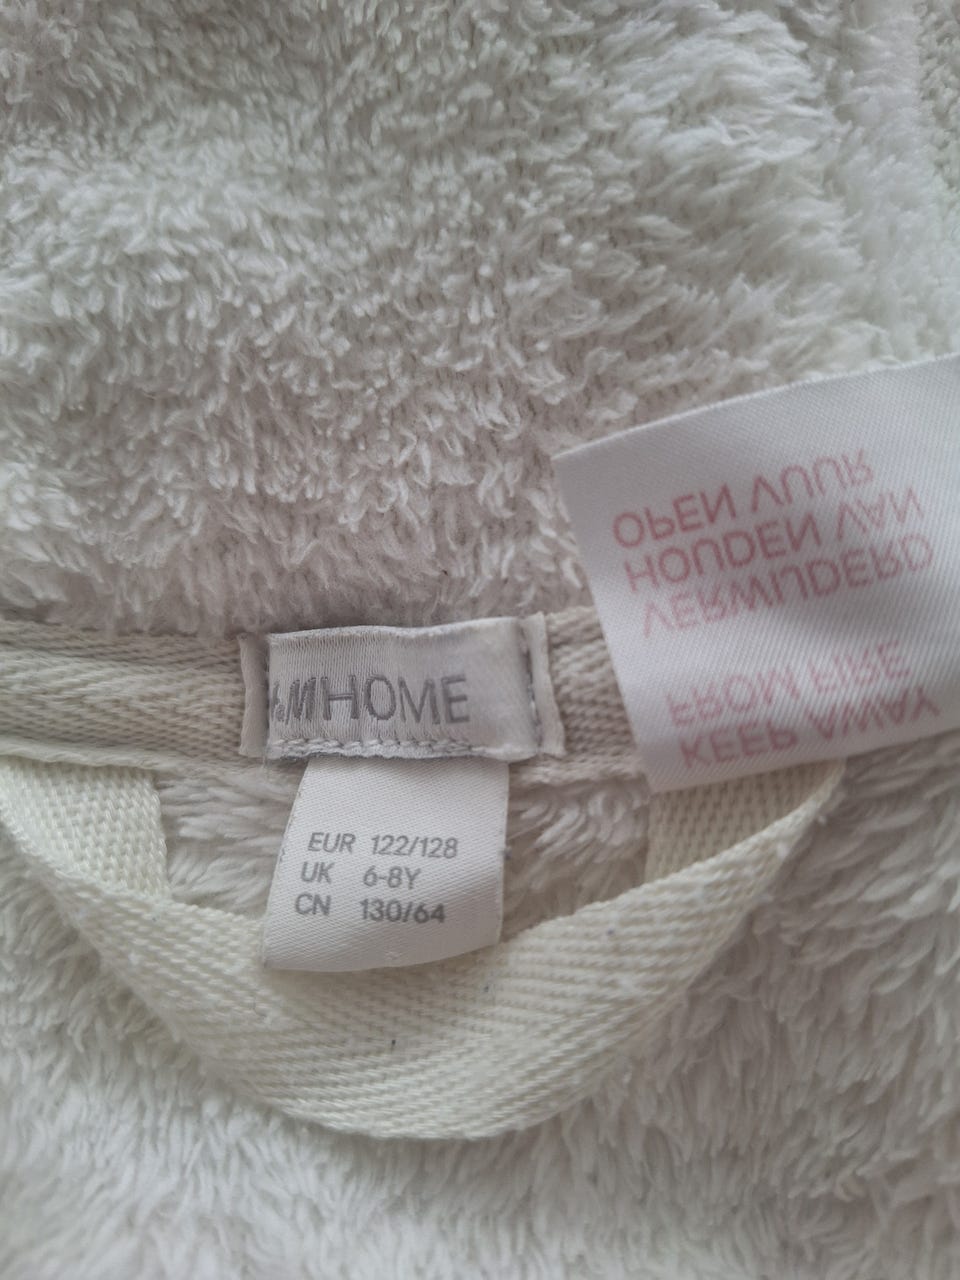 H&M HOME
EUR 122/128
UK 6-8Y
CN 130/64
KEEP AWAY
FROM FIRE
VERWIJDERD
HOUDEN VAN
OPEN VUUR